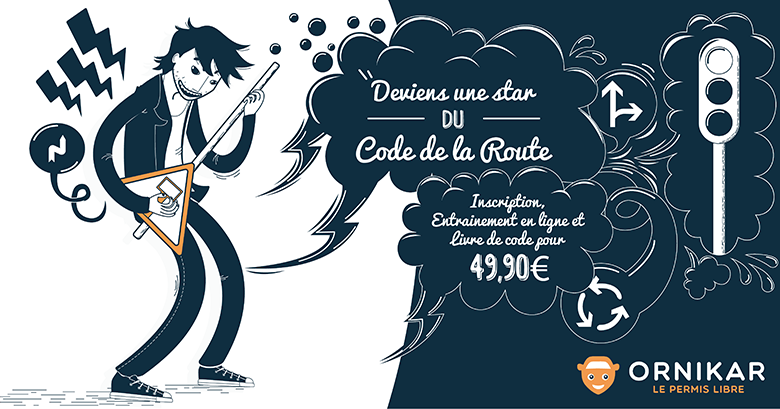 Deviens une star
DU
Code de la Route
Inscription,
Entrainement en ligne et
Livre de code pour
49,90€
ORNIKAR
LE PERMIS LIBRE